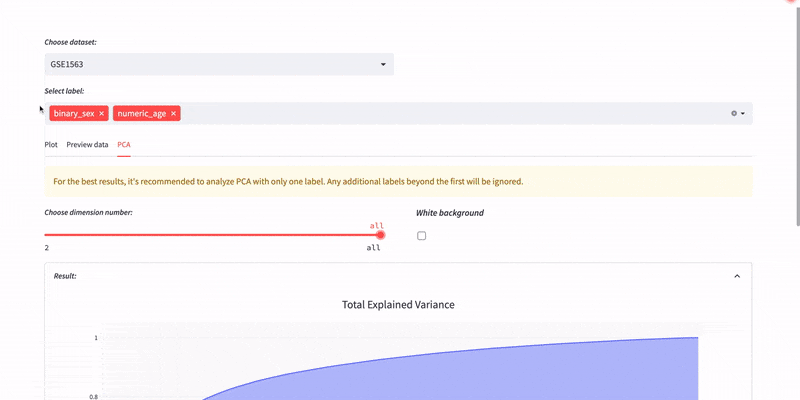 Choose dataset:
GSE1563
Select label:
binary_sex × numeric_age ×
Plot Preview data PCA
For the best results, it's recommended to analyze PCA with only one label. Any additional labels beyond the first will be ignored.
Choose dimension number: White background
all
2 all
Result:
Total Explained Variance
1
0.8